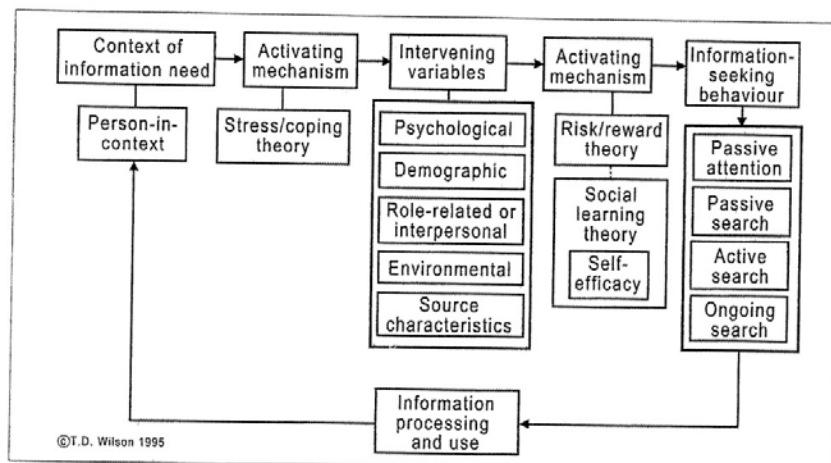 Context of
information need
Activating
mechanism
Intervening
variables
Activating
mechanism
Information-
seeking
behaviour
Person-in-
context
Stress/coping
theory
Psychological
Demographic
Role-related or
interpersonal
Environmental
Source
characteristics
Risk/reward
theory
Social
learning
theory
Self-
efficacy
Passive
attention
Passive
search
Active
search
Ongoing
search
Information
processing
and use
©T.D. Wilson 1995